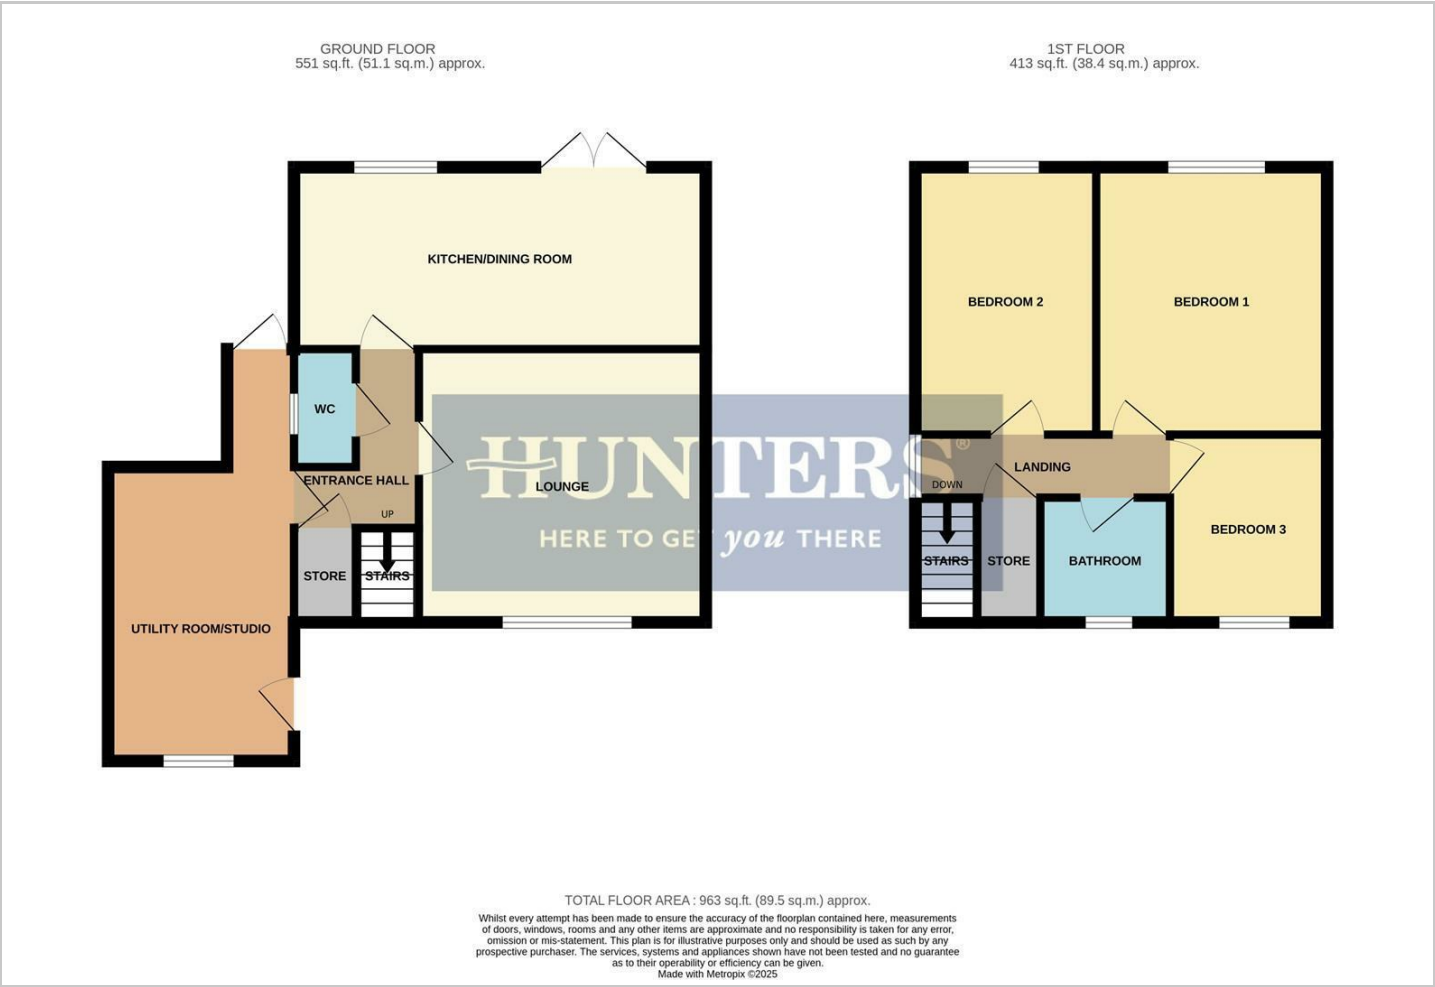 GROUND FLOOR
551 sq.ft. (51.1 sq.m.) approx.
1ST FLOOR
413 sq.ft. (38.4 sq.m.) approx.
KITCHEN/DINING ROOM
BEDROOM 2
BEDROOM 1
WC
ENTRANCE HALL
UP
LOUNGE
STORE
STAIRS
UTILITY ROOM/STUDIO
HUNTERS®
HERE TO GET you THERE
LANDING
DOWN
STAIRS
STORE
BATHROOM
BEDROOM 3
TOTAL FLOOR AREA : 963 sq.ft. (89.5 sq.m.) approx.
Whilst every attempt has been made to ensure the accuracy of the floorplan contained here, measurements
of doors, windows, rooms and any other items are approximate and no responsibility is taken for any error,
omission or mis-statement. This plan is for illustrative purposes only and should be used as such by any
prospective purchaser. The services, systems and appliances shown have not been tested and no guarantee
as to their operability or efficiency can be given.
Made with Metropix ©2025